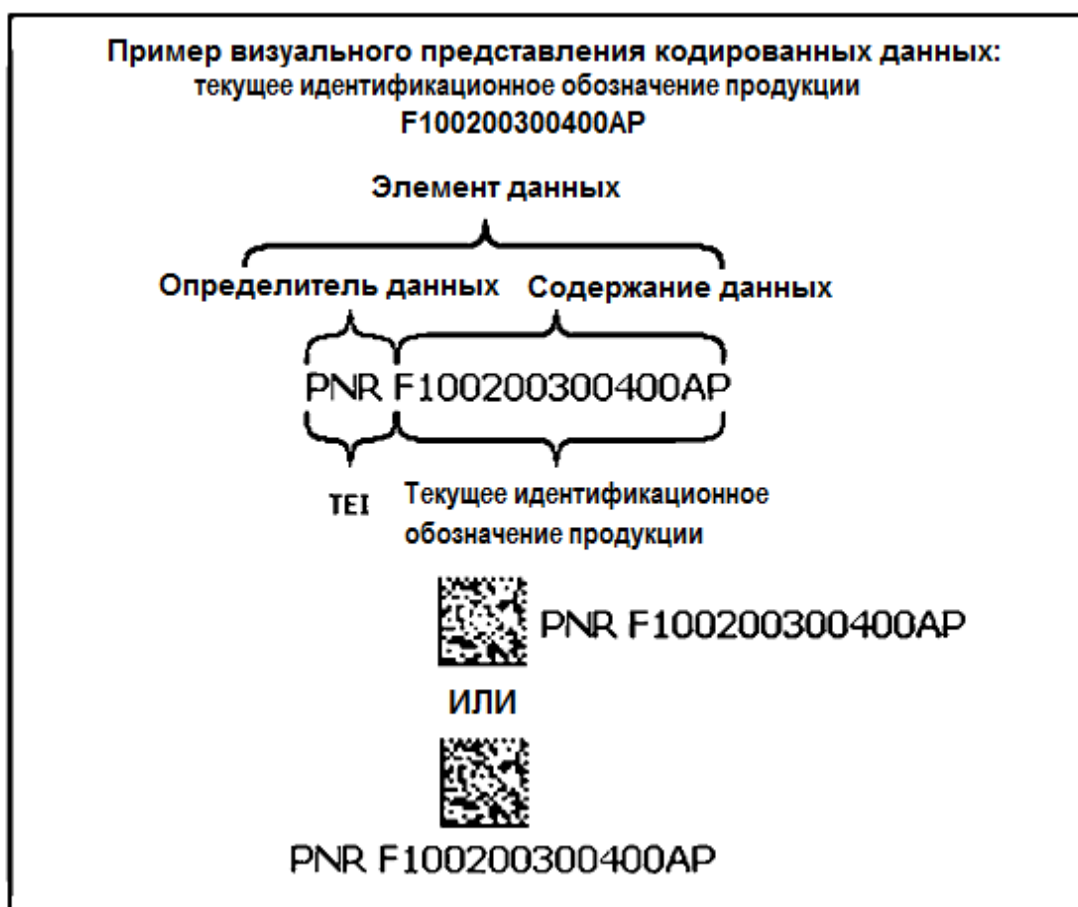 Пример визуального представления кодированных данных:
текущее идентификационное обозначение продукции
F100200300400AP
Элемент данных
Определитель данных Содержание данных
PNR F100200300400AP
TEI Текущее идентификационное
обозначение продукции
PNR F100200300400AP
ИЛИ
PNR F100200300400AP